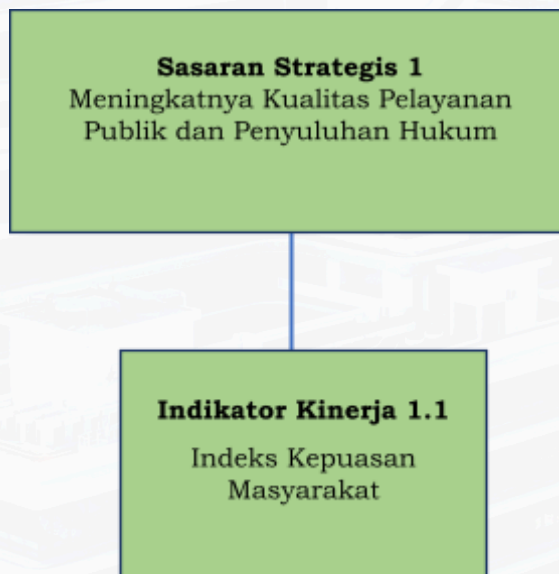 Sasaran Strategis 1
Meningkatnya Kualitas Pelayanan
Publik dan Penyuluhan Hukum
Indikator Kinerja 1.1
Indeks Kepuasan
Masyarakat